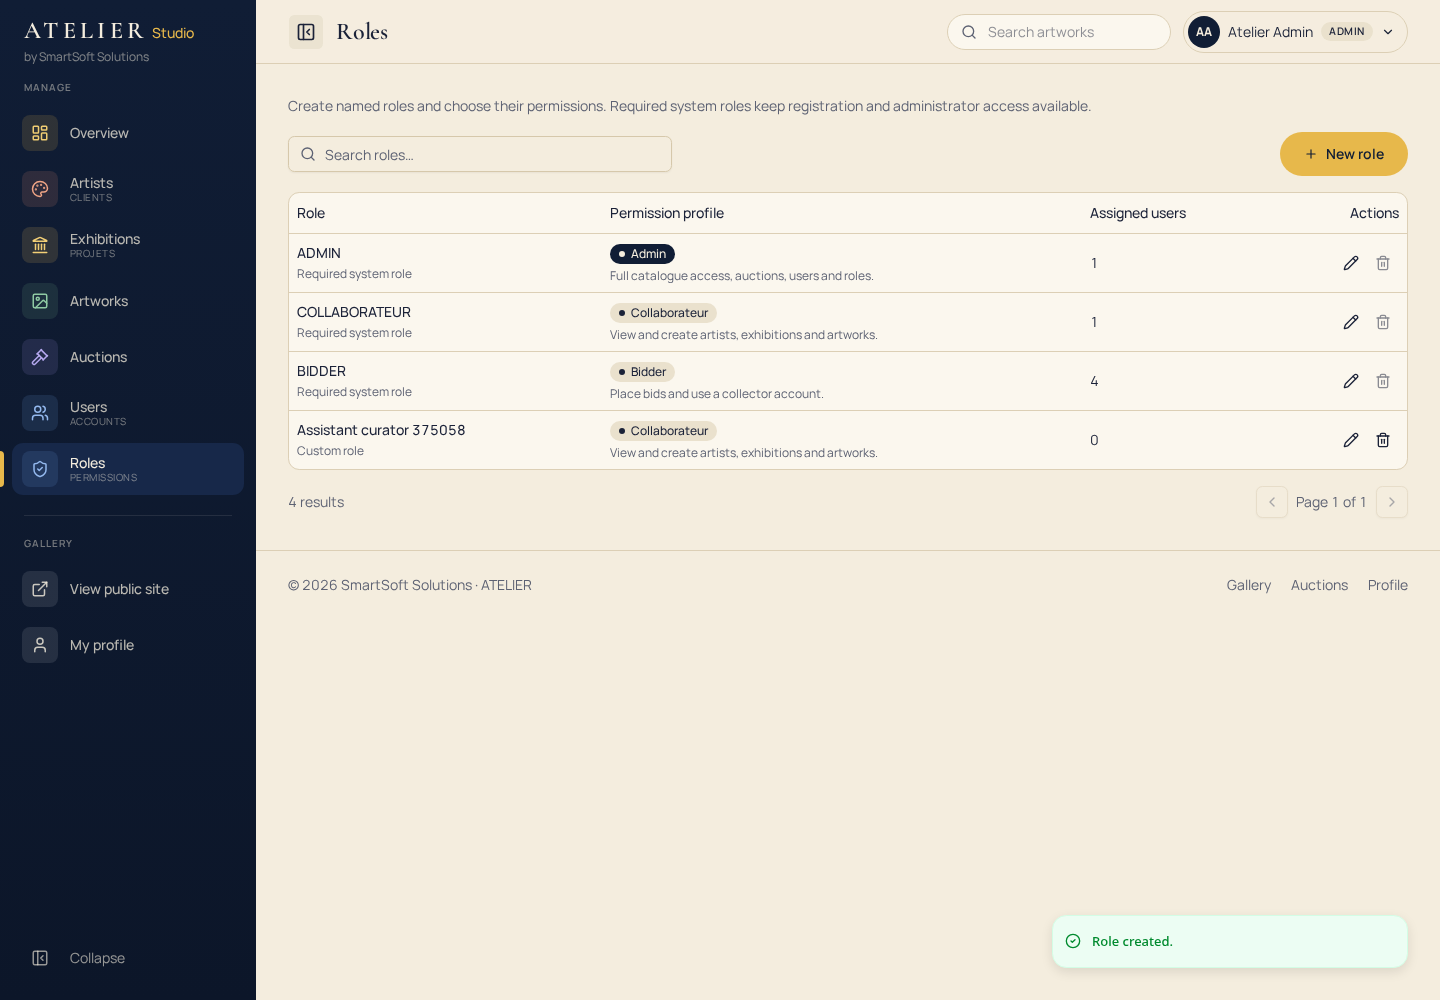 ATELIER Studio
by SmartSoft Solutions
MANAGE
Overview
Artists
CLIENTS
Exhibitions
PROJETS
Artworks
Auctions
Users
ACCOUNTS
Roles
PERMISSIONS
GALLERY
View public site
My profile
Collapse
Roles
Search artworks
AA Atelier Admin ADMIN
Create named roles and choose their permissions. Required system roles keep registration and administrator access available.
Search roles...
+ New role
Role Permission profile Assigned users Actions
ADMIN Admin 1
Required system role Full catalogue access, auctions, users and roles.
COLLABORATEUR Collaborateur 1
Required system role View and create artists, exhibitions and artworks.
BIDDER Bidder 4
Required system role Place bids and use a collector account.
Assistant curator 375058 Collaborateur 0
Custom role View and create artists, exhibitions and artworks.
4 results Page 1 of 1
© 2026 SmartSoft Solutions · ATELIER Gallery Auctions Profile
Role created.